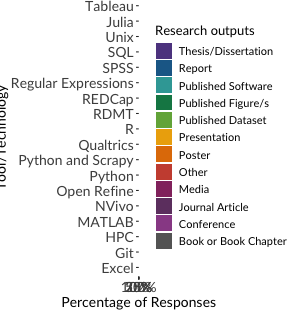 Tableau
Julia
Unix
SQL
SPSS
Regular Expressions
REDCap
RDMT
R
Qualtrics
Python and Scrapy
Python
Open Refine
NVivo
MATLAB
HPC
Git
Excel
Percentage of Responses
Research outputs
Thesis/Dissertation
Report
Published Software
Published Figure/s
Published Dataset
Presentation
Poster
Other
Media
Journal Article
Conference
Book or Book Chapter